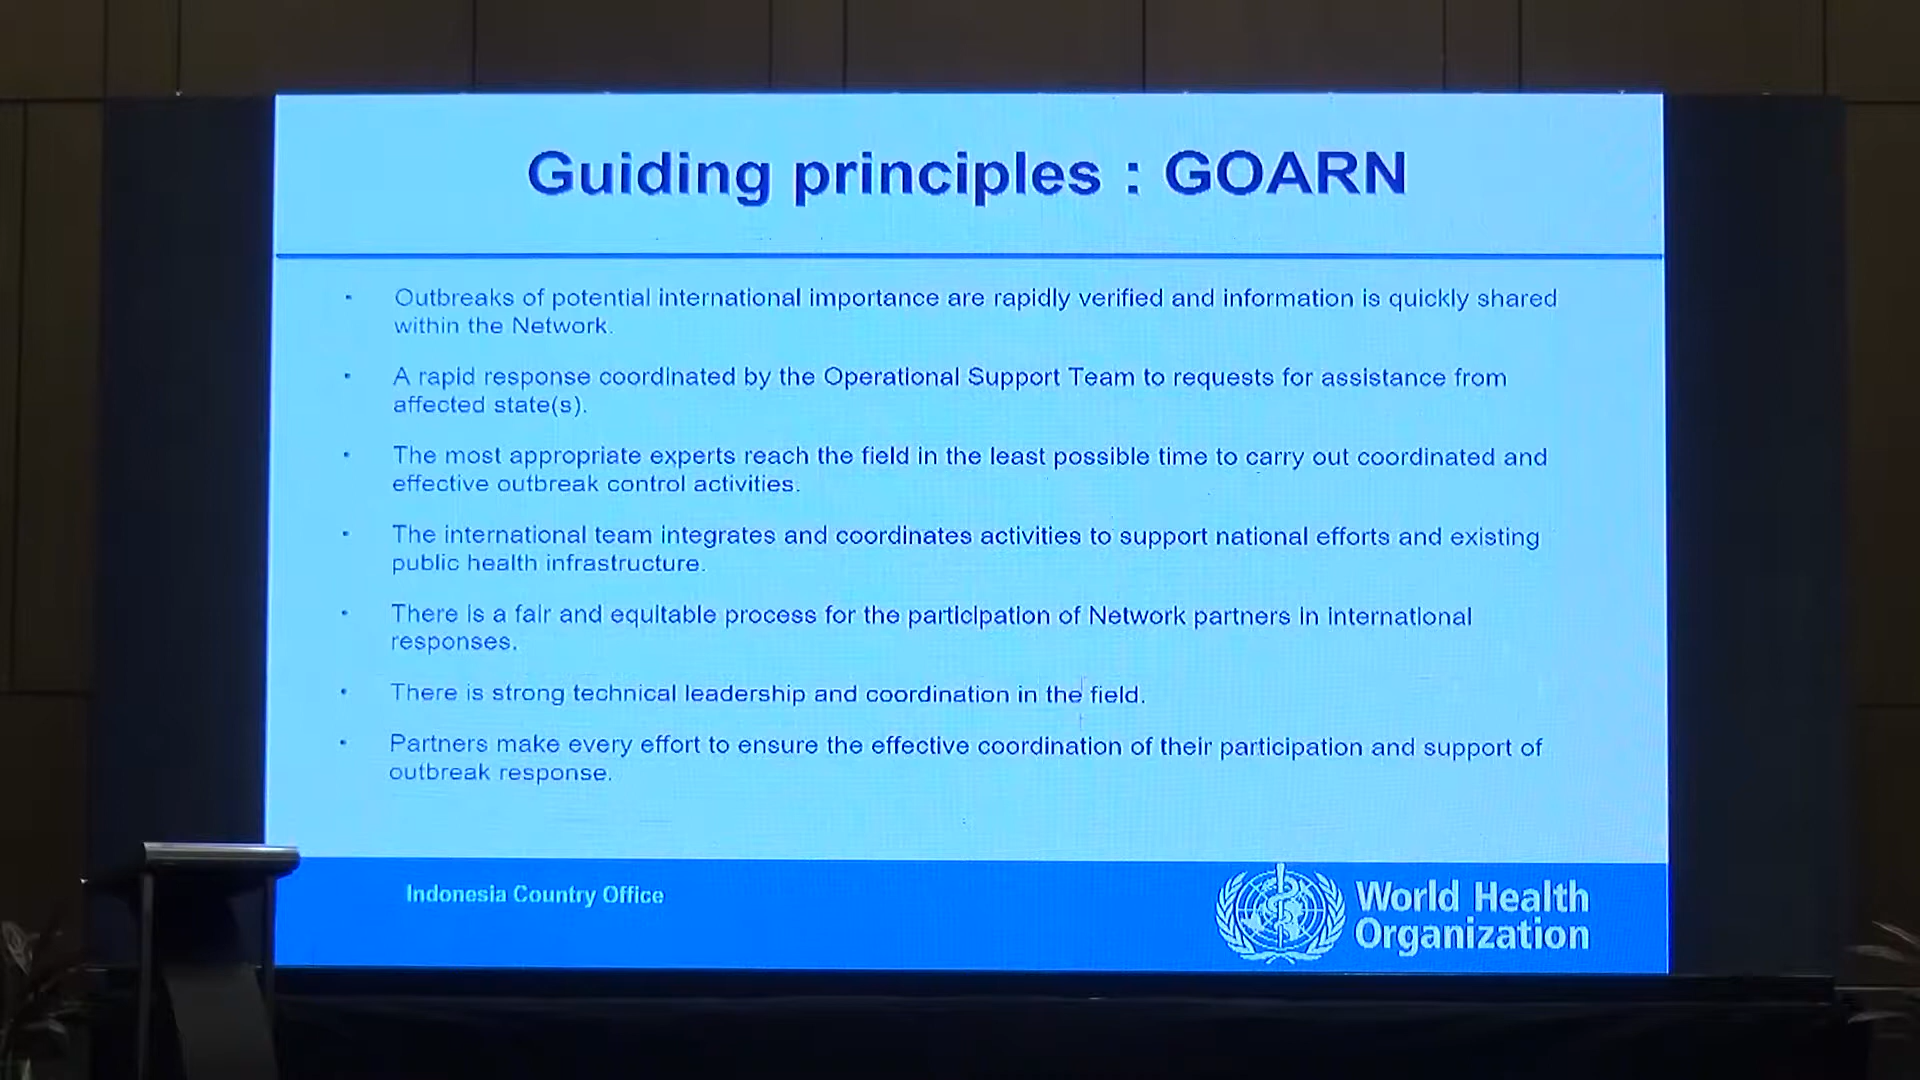 Guiding principles : GOARN
• Outbreaks of potential international importance are rapidly verified and information is quickly shared
within the Network.
• A rapid response coordinated by the Operational Support Team to requests for assistance from
affected state(s).
• The most appropriate experts reach the field in the least possible time to carry out coordinated and
effective outbreak control activities.
• The international team integrates and coordinates activities to support national efforts and existing
public health infrastructure.
• There is a fair and equitable process for the participation of Network partners in international
responses.
• There is strong technical leadership and coordination in the field.
• Partners make every effort to ensure the effective coordination of their participation and support of
outbreak response.
Indonesia Country Office
World Health
Organization